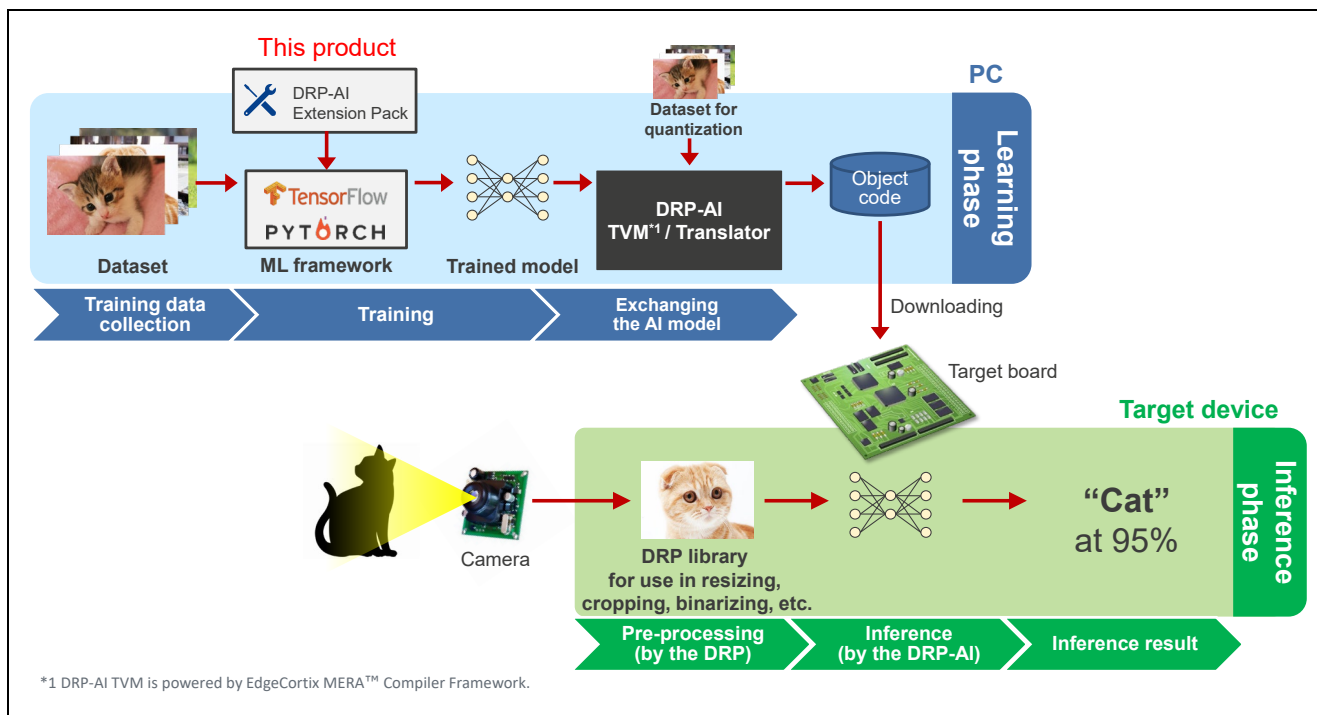 This product
DRP-AI
Extension Pack
PC
Dataset for
quantization
Learning
phase
TensorFlow
PYTORCH
DRP-AI
TVM*1 / Translator
Object
code
Dataset
ML framework
Trained model
Training data
collection
Training
Exchanging
the AI model
Downloading
Target board
Target device
Inference
phase
Camera
“Cat”
at 95%
DRP library
for use in resizing,
cropping, binarizing, etc.
Pre-processing
(by the DRP)
Inference
(by the DRP-AI)
Inference result
*1 DRP-AI TVM is powered by EdgeCortix MERA™ Compiler Framework.